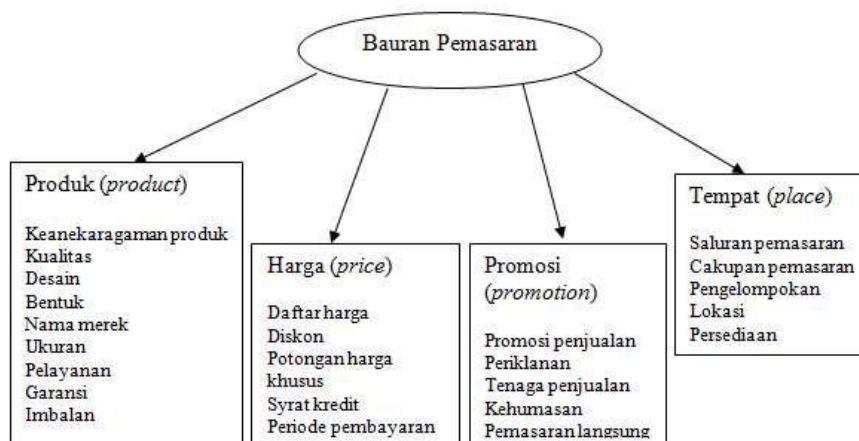 Bauran Pemasaran
Produk (product)
Keanekaragaman produk
Kualitas
Desain
Bentuk
Nama merek
Ukuran
Pelayanan
Garansi
Imbalan
Harga (price)
Daftar harga
Diskon
Potongan harga
khusus
Syrat kredit
Periode pembayaran
Promosi
(promotion)
Promosi penjualan
Periklanan
Tenaga penjualan
Kehumasan
Pemasaran langsung
Tempat (place)
Saluran pemasaran
Cakupan pemasaran
Pengelompokan
Lokasi
Persediaan